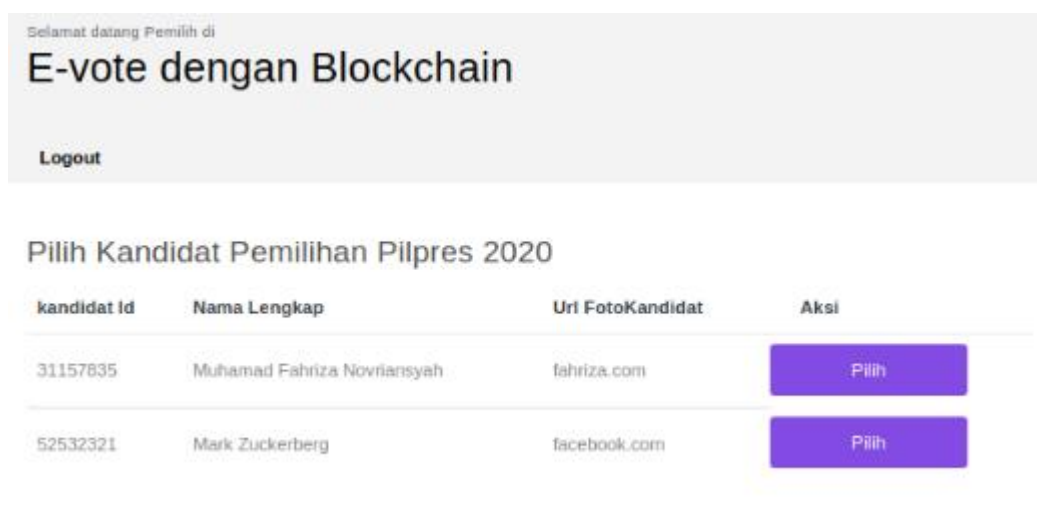 Selamat datang Pemilih di
E-vote dengan Blockchain
Logout
Pilih Kandidat Pemilihan Pilpres 2020
kandidat Id Nama Lengkap Url FotoKandidat Aksi
31157835 Muhamad Fahriza Novriansyah fahriza.com Pilih
52532321 Mark Zuckerberg facebook.com Pilih